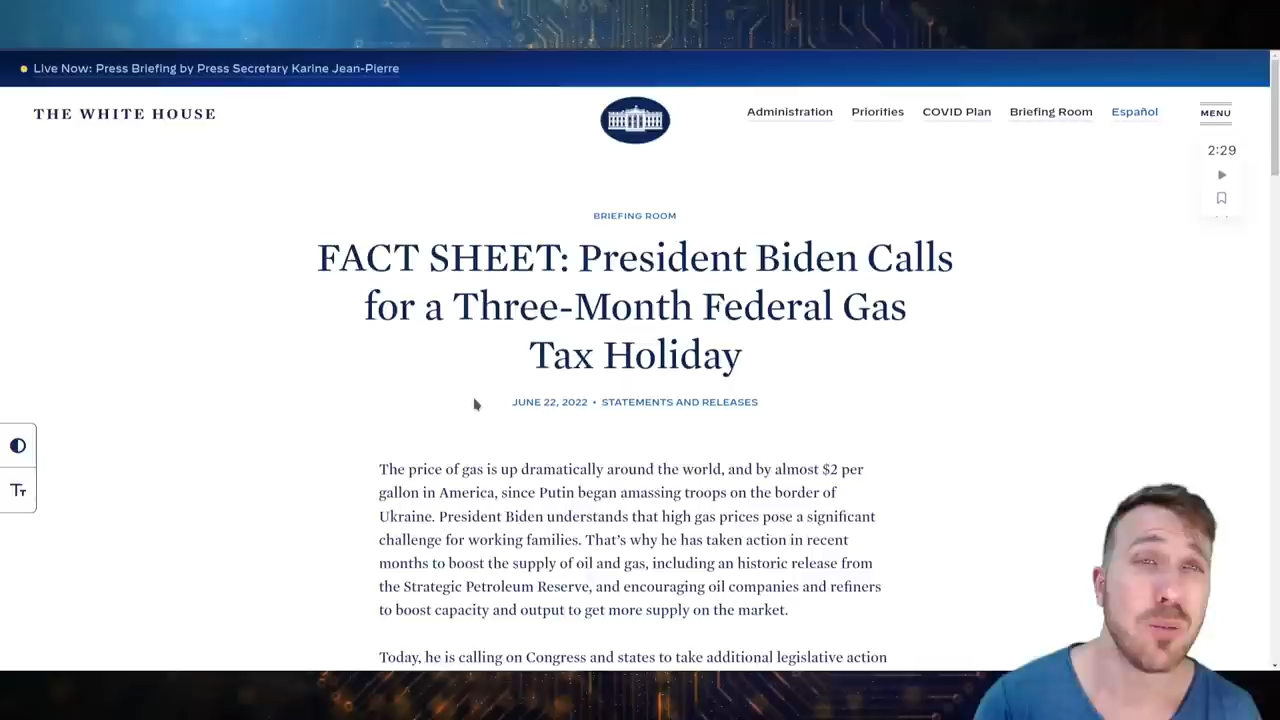 Live Now: Press Briefing by Press Secretary Karine Jean-Pierre
THE WHITE HOUSE
Administration
Priorities
COVID Plan
Briefing Room
Español
MENU
2:29
BRIEFING ROOM
FACT SHEET: President Biden Calls
for a Three-Month Federal Gas
Tax Holiday
JUNE 22, 2022 • STATEMENTS AND RELEASES
Tт
The price of gas is up dramatically around the world, and by almost $2 per
gallon in America, since Putin began amassing troops on the border of
Ukraine. President Biden understands that high gas prices pose a significant
challenge for working families. That’s why he has taken action in recent
months to boost the supply of oil and gas, including an historic release from
the Strategic Petroleum Reserve, and encouraging oil companies and refiners
to boost capacity and output to get more supply on the market.
Today, he is calling on Congress and states to take additional legislative action